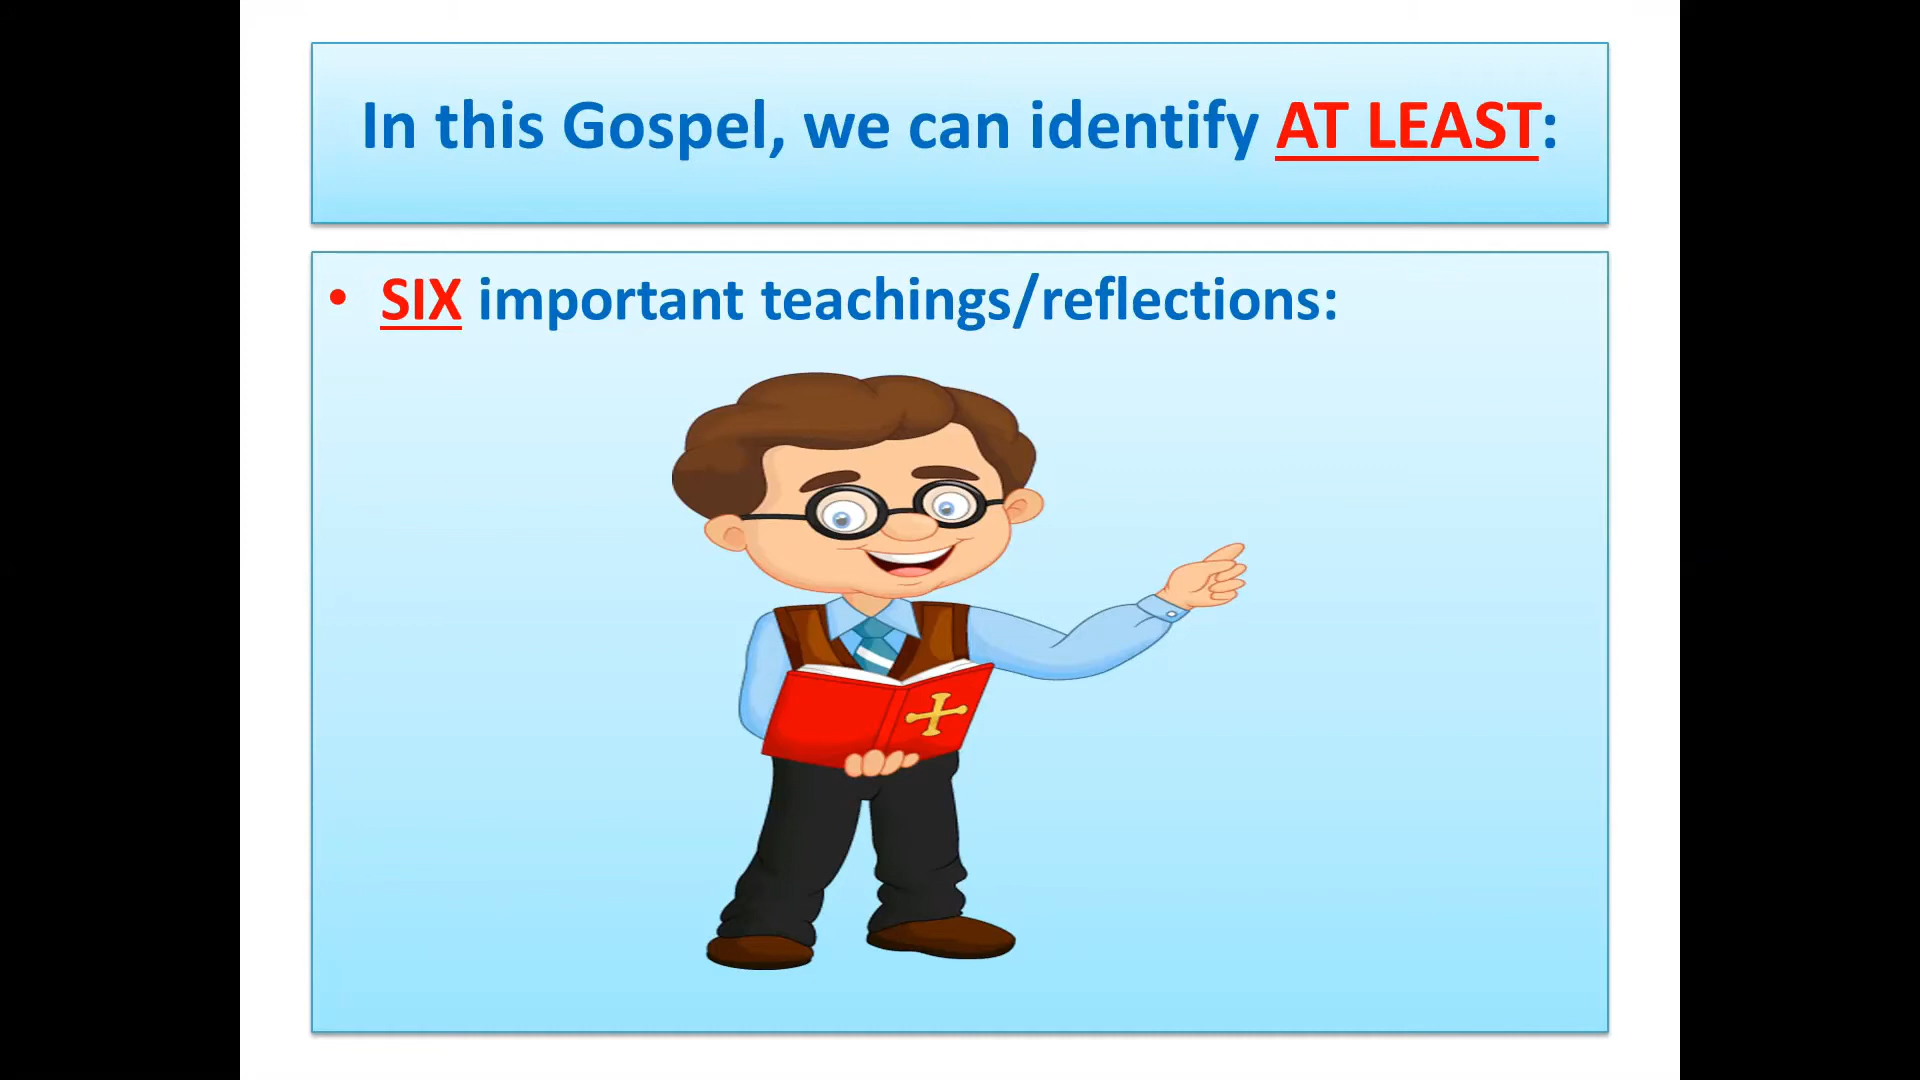 In this Gospel, we can identify AT LEAST:
• SIX important teachings/reflections: